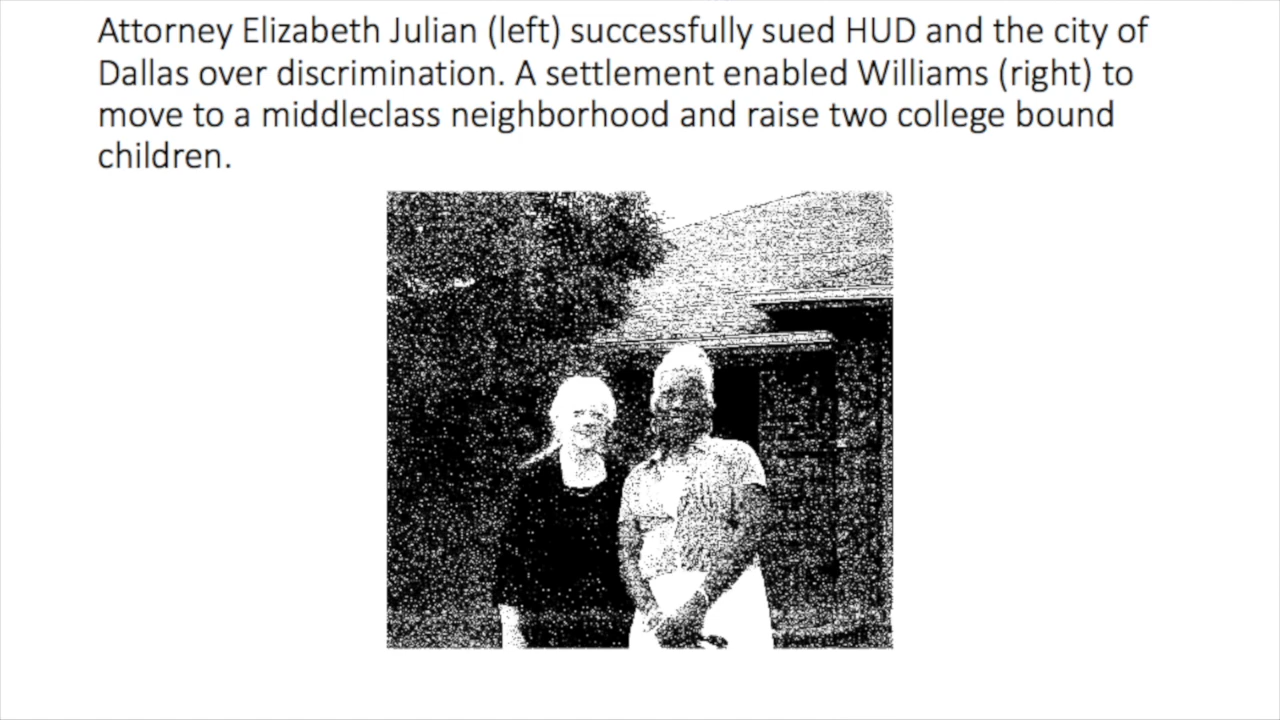 Attorney Elizabeth Julian (left) successfully sued HUD and the city of
Dallas over discrimination. A settlement enabled Williams (right) to
move to a middleclass neighborhood and raise two college bound
children.